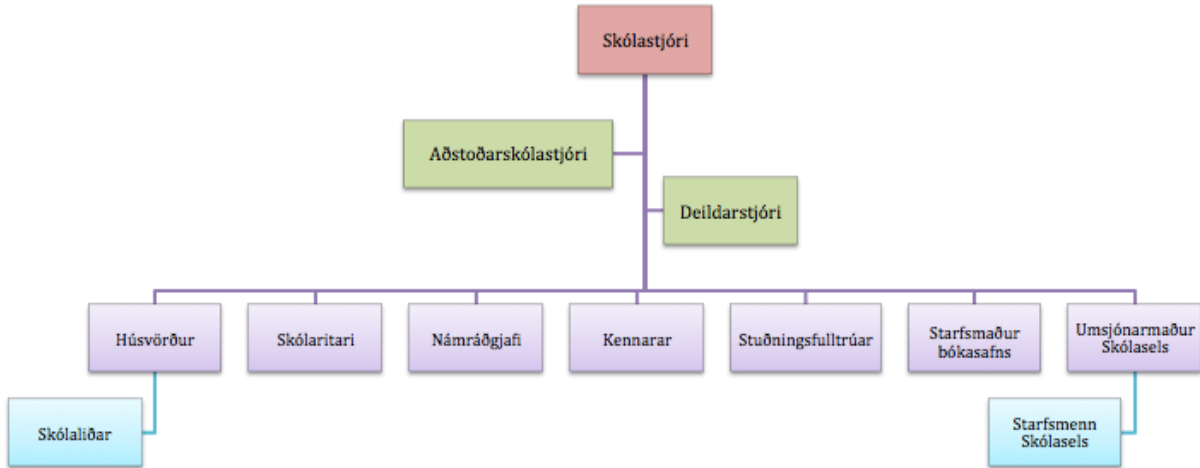 Skólastjóri
Aðstoðarskólastjóri
Deildarstjóri
Húsvörður
Skólaritari
Námráðgjafi
Kennarar
Stuðningsfulltrúar
Starfsmaður
bókasafns
Umsjónarmaður
Skólasels
Skólaliðar
Starfsmenn
Skólasels